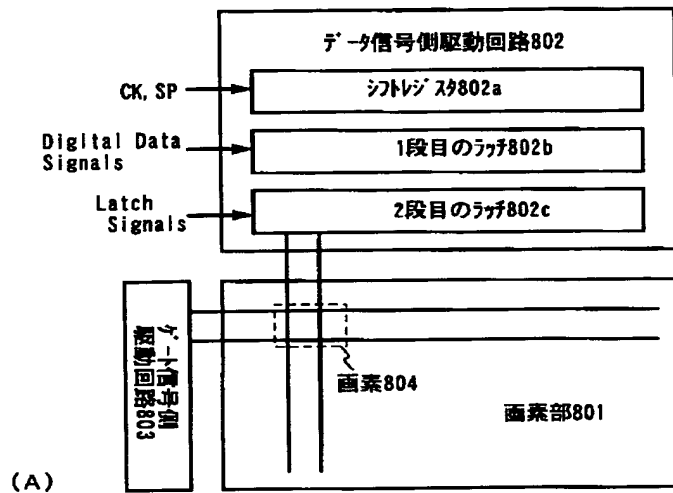 データ信号側駆動回路802
CK, SP
シフトレジスタ802a
Digital Data
Signals
1段目のラッチ802b
Latch
Signals
2段目のラッチ802c
ゲート信号側
駆動回路803
画素804
画素部801
(A)